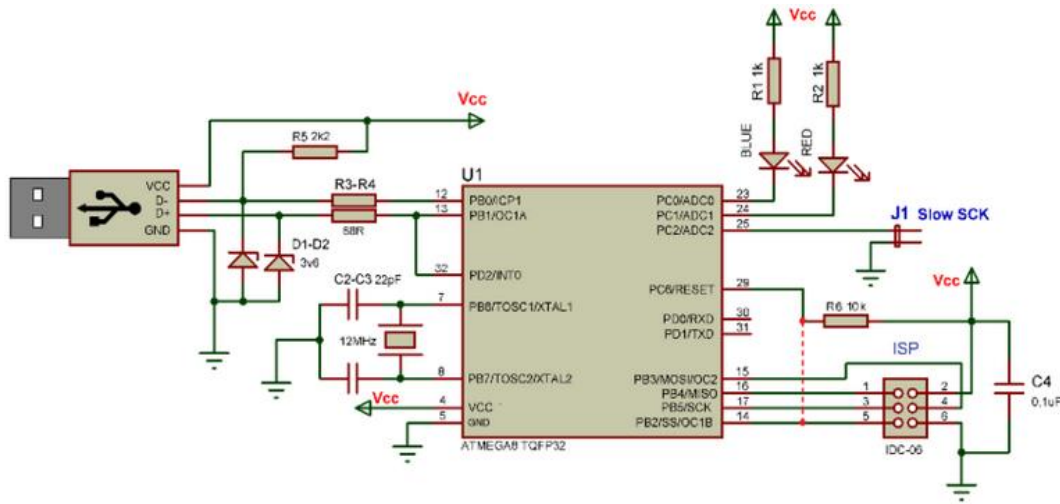 Vcc
Vcc
R1 1k
R2 1k
BLUE
RED
R5 2K2
U1
VCC
D-
D+
GND
R3-R4
58R
12
13
PB0/ICP1
PB1/OC1A
PC0/ADC0
PC1/ADC1
PC2/ADC2
23
24
25
J1 Slow SCK
D1-D2
3v6
32
PD2/INT0
C2-C3 22pF
7
PB6/TOSC1/XTAL1
PC6/RESET
29
Vcc
PD0/RXD
PD1/TXD
30
31
R6 10k
12MHz
ISP
8
PB7/TOSC2/XTAL2
PB3/MOSI/OC2
PB4/MISO
PB5/SCK
PB2/SS/OC1B
15
16
17
14
1
3
5
2
4
6
C4
0,1uF
Vcc
4
5
VCC
GND
ATMEGA8 TQFP32
IDC-06